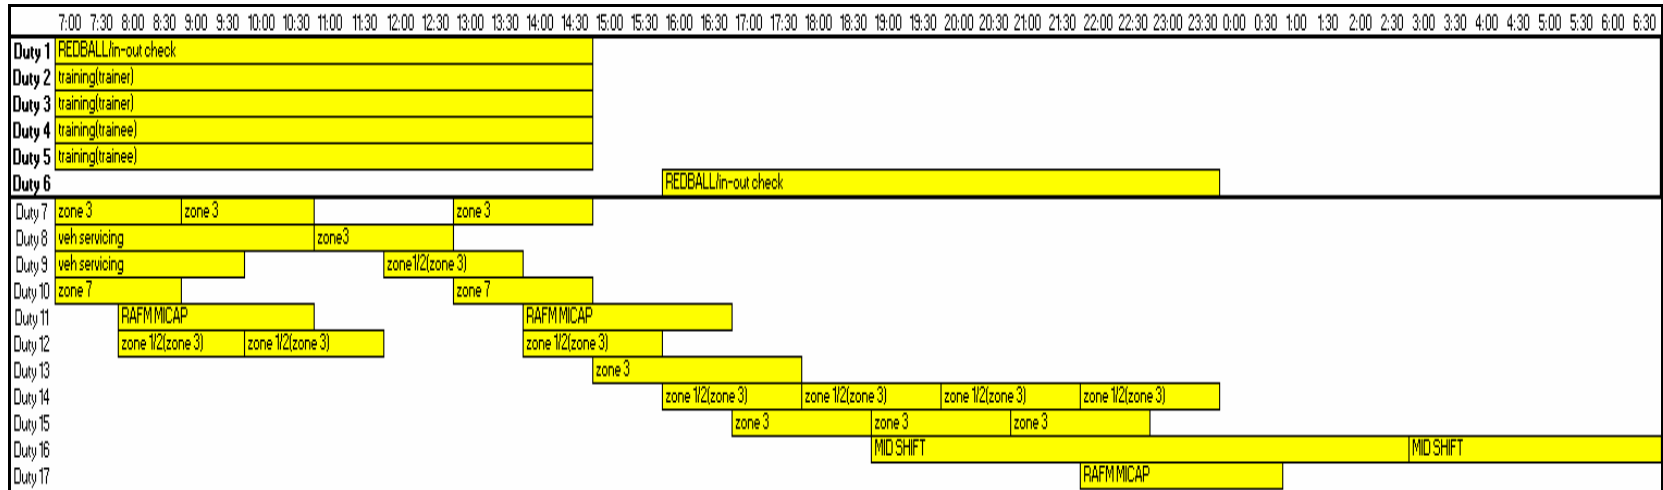 7:00 7:30 8:00 8:30 9:00 9:30 10:00 10:30 11:00 11:30 12:00 12:30 13:00 13:30 14:00 14:30 15:00 15:30 16:00 16:30 17:00 17:30 18:00 18:30 19:00 19:30 20:00 20:30 21:00 21:30 22:00 22:30 23:00 23:30 0:00 0:30 1:00 1:30 2:00 2:30 3:00 3:30 4:00 4:30 5:00 5:30 6:00 6:30
Duty 1 REDBALL/in-out check
Duty 2 training(trainer)
Duty 3 training(trainer)
Duty 4 training(trainee)
Duty 5 training(trainee)
Duty 6 REDBALL/in-out check
Duty 7 zone 3 zone 3 zone 3
Duty 8 veh servicing zone3
Duty 9 veh servicing zone1/2(zone 3)
Duty 10 zone 7 zone 7
Duty 11 RAFM MICAP RAFM MICAP
Duty 12 zone 1/2(zone 3) zone 1/2(zone 3) zone 1/2(zone 3)
Duty 13 zone 3
Duty 14 zone 1/2(zone 3) zone 1/2(zone 3) zone 1/2(zone 3) zone 1/2(zone 3)
Duty 15 zone 3 zone 3 zone 3
Duty 16 MID SHIFT MID SHIFT
Duty 17 RAFM MICAP